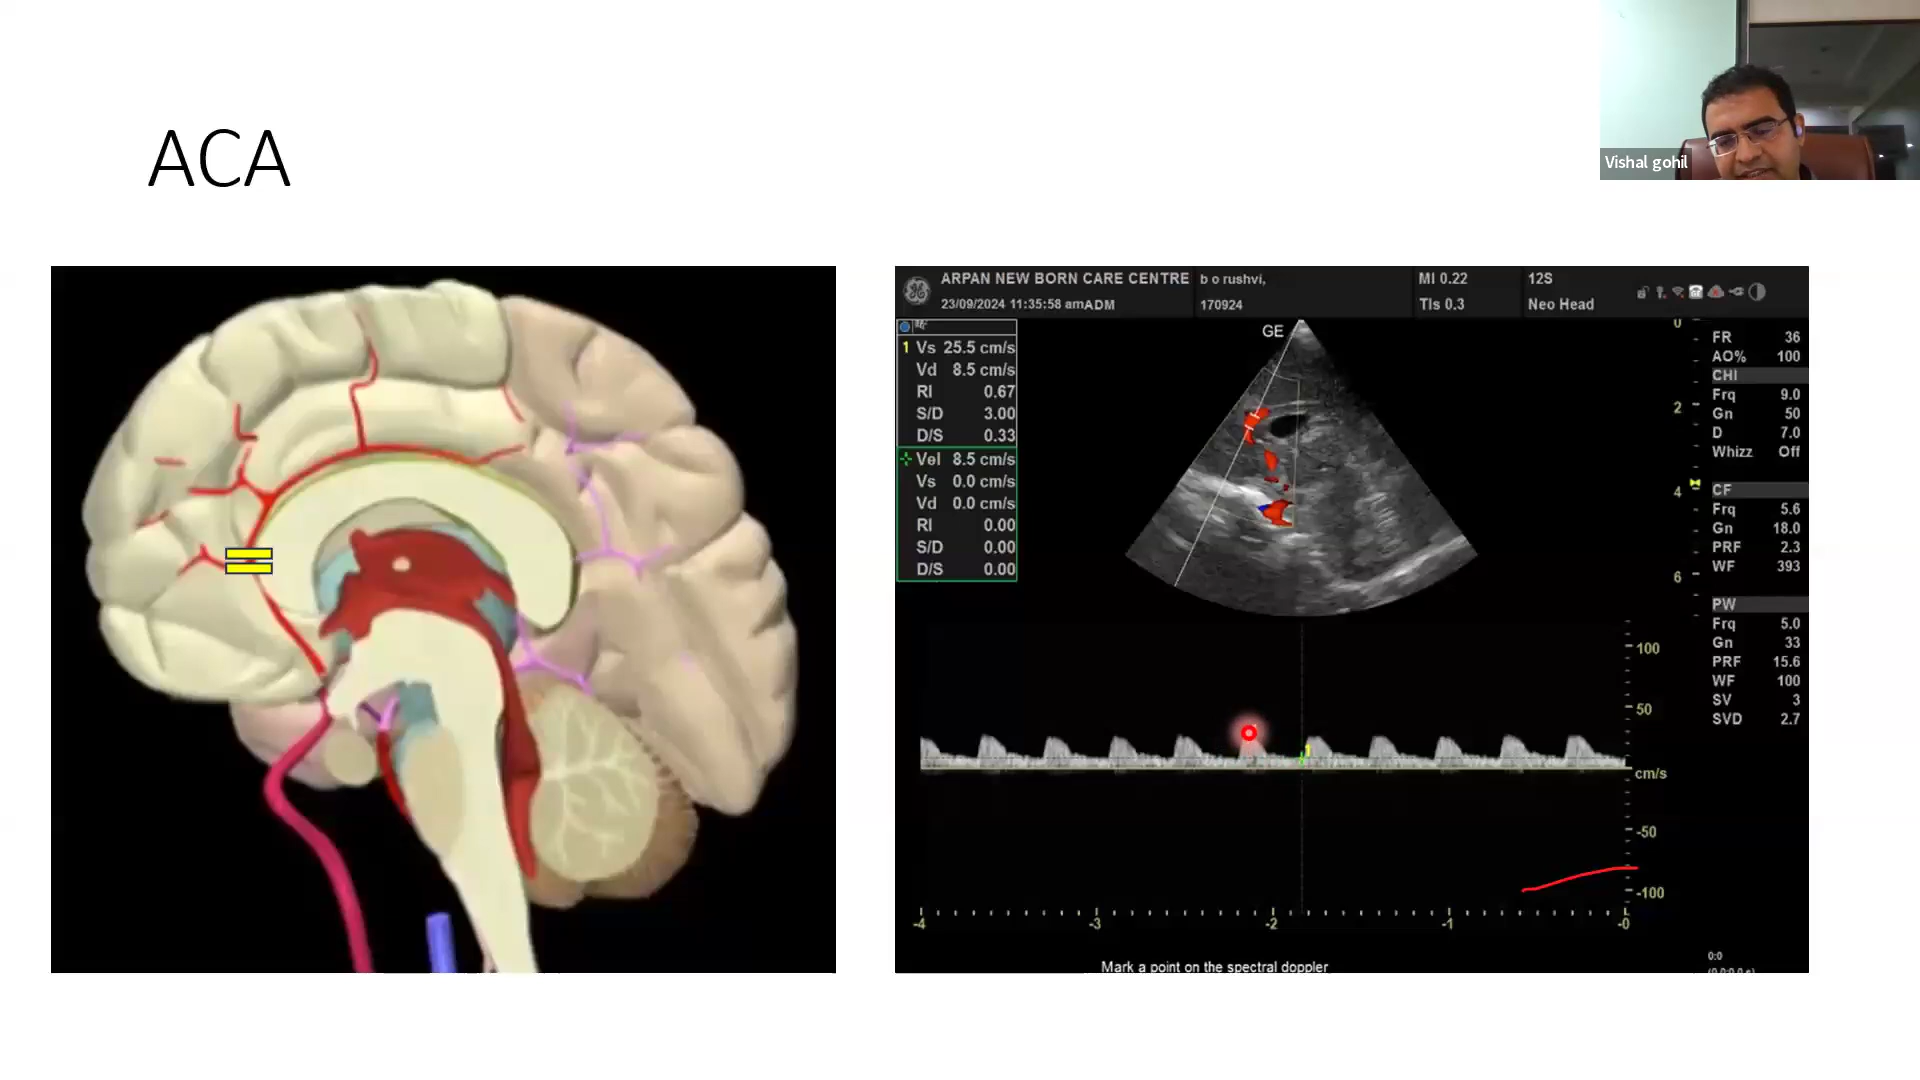 ACA
Vishal gohil
ARPAN NEW BORN CARE CENTRE
23/09/2024 11:35:58 amADM
b o rushvi,
170924
MI 0.22
TIs 0.3
12S
Neo Head
1 Vs 25.5 cm/s
Vd 8.5 cm/s
RI 0.67
S/D 3.00
D/S 0.33
Vel 8.5 cm/s
Vs 0.0 cm/s
Vd 0.0 cm/s
RI 0.00
S/D 0.00
D/S 0.00
GE
0
2
4
6
FR 36
AO% 100
CHI
Frq 9.0
Gn 50
D 7.0
Whizz Off
CF
Frq 5.6
Gn 18.0
PRF 2.3
WF 393
PW
Frq 5.0
Gn 33
PRF 15.6
WF 100
SV 3
SVD 2.7
100
50
cm/s
-50
-100
1
-4 -3 -2 -1 -0
Mark a point on the spectral doppler
0:0